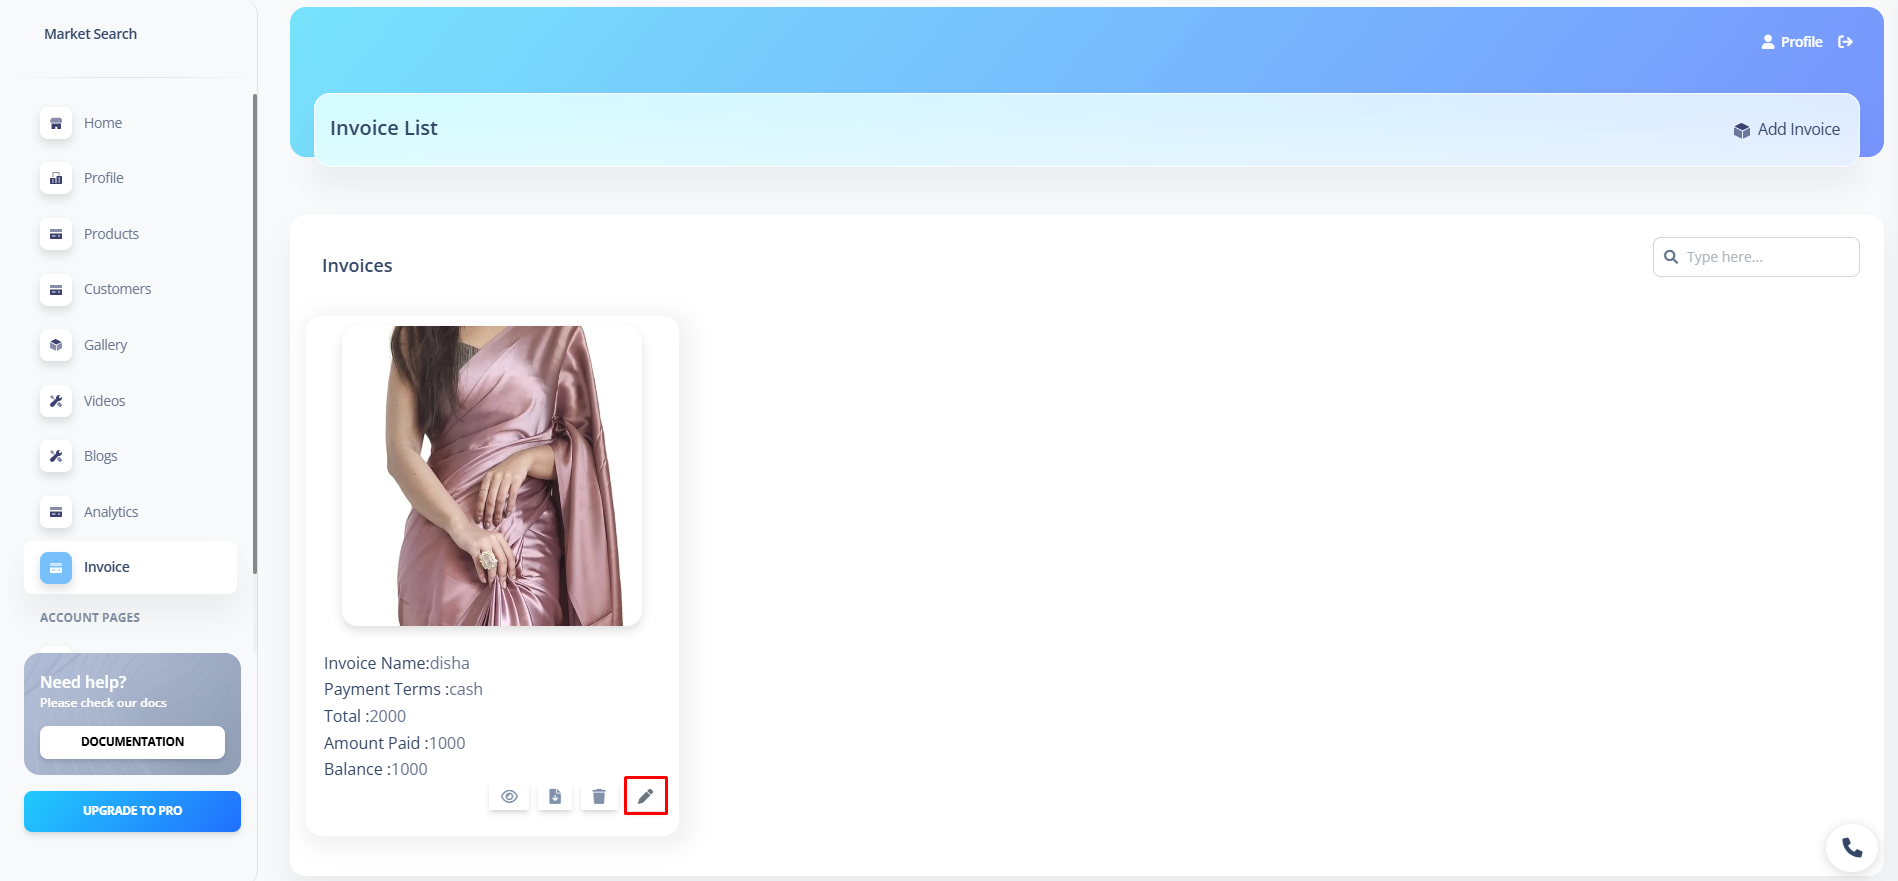 Market Search
Home
Profile
Products
Customers
Gallery
Videos
Blogs
Analytics
Invoice
ACCOUNT PAGES
Need help?
Please check our docs
DOCUMENTATION
UPGRADE TO PRO
Profile
Invoice List
Add Invoice
Invoices
Type here...
Invoice Name:disha
Payment Terms :cash
Total :2000
Amount Paid :1000
Balance :1000